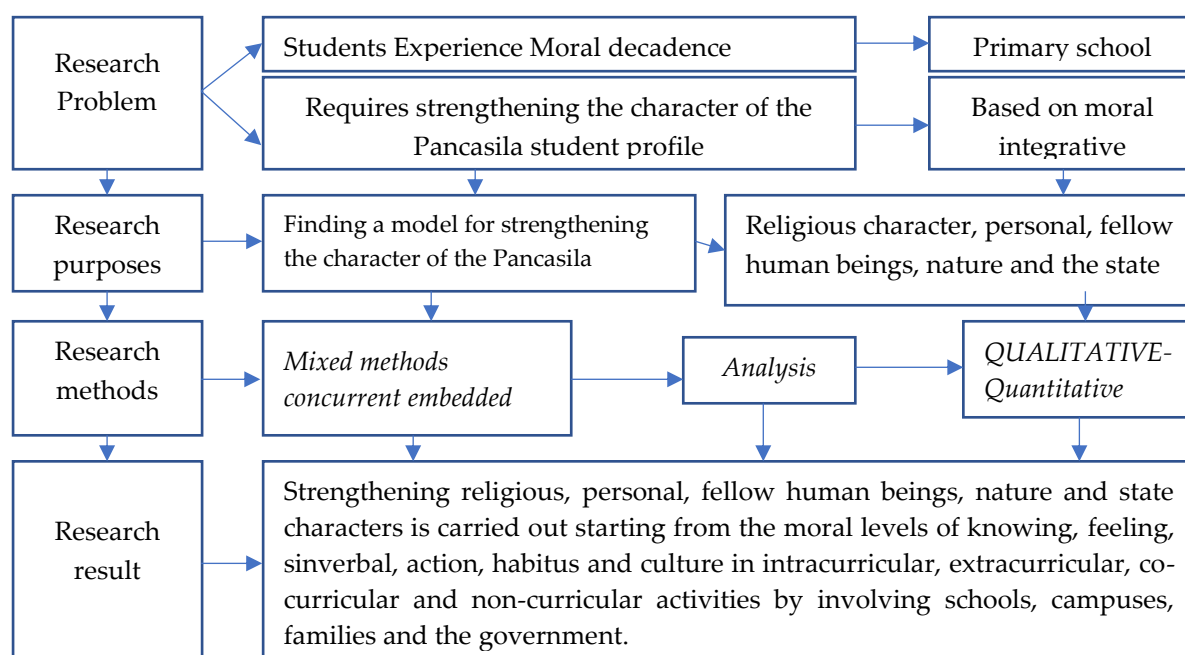 Research
Problem
Students Experience Moral decadence
Primary school
Requires strengthening the character of the
Pancasila student profile
Based on moral
integrative
Research
purposes
Finding a model for strengthening
the character of the Pancasila
Religious character, personal, fellow
human beings, nature and the state
Research
methods
Mixed methods
concurrent embedded
Analysis
QUALITATIVE-
Quantitative
Research
result
Strengthening religious, personal, fellow human beings, nature and state
characters is carried out starting from the moral levels of knowing, feeling,
sinverbal, action, habitus and culture in intracurricular, extracurricular, co-
curricular and non-curricular activities by involving schools, campuses,
families and the government.